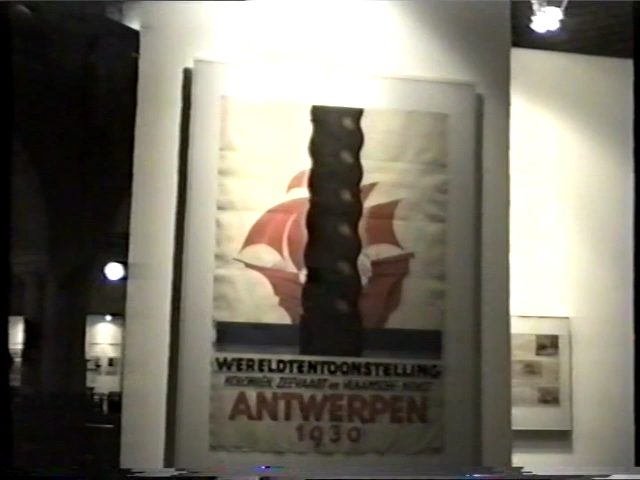 WERELDTENTOONSTELLING
KOLONIËN ZEEVAART EN VLAAMSCHE KUNST
ANTWERPEN
1930